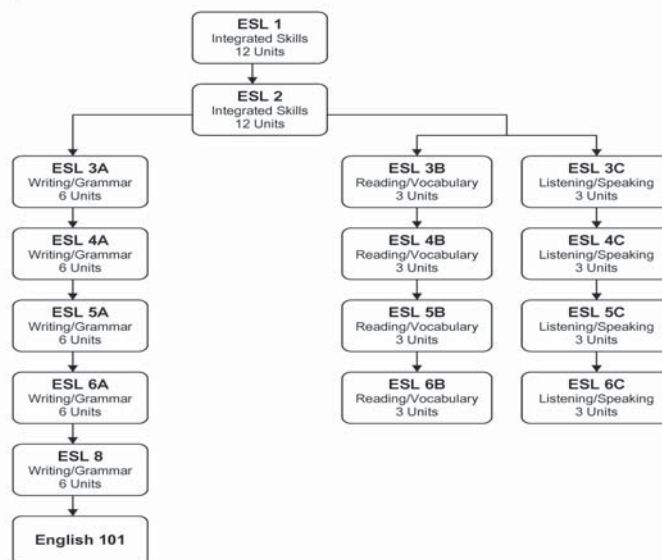 ESL 1
Integrated Skills
12 Units
ESL 2
Integrated Skills
12 Units
ESL 3A
Writing/Grammar
6 Units
ESL 3B
Reading/Vocabulary
3 Units
ESL 3C
Listening/Speaking
3 Units
ESL 4A
Writing/Grammar
6 Units
ESL 4B
Reading/Vocabulary
3 Units
ESL 4C
Listening/Speaking
3 Units
ESL 5A
Writing/Grammar
6 Units
ESL 5B
Reading/Vocabulary
3 Units
ESL 5C
Listening/Speaking
3 Units
ESL 6A
Writing/Grammar
6 Units
ESL 6B
Reading/Vocabulary
3 Units
ESL 6C
Listening/Speaking
3 Units
ESL 8
Writing/Grammar
6 Units
English 101